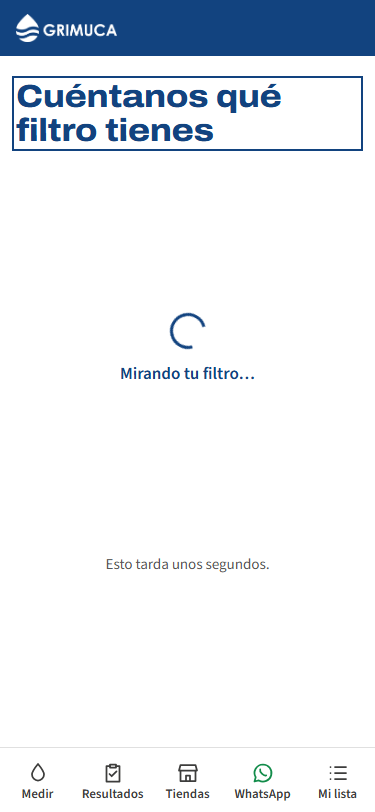 GRIMUCA
Cuéntanos qué
filtro tienes
Mirando tu filtro...
Esto tarda unos segundos.
Medir
Resultados
Tiendas
WhatsApp
Mi lista